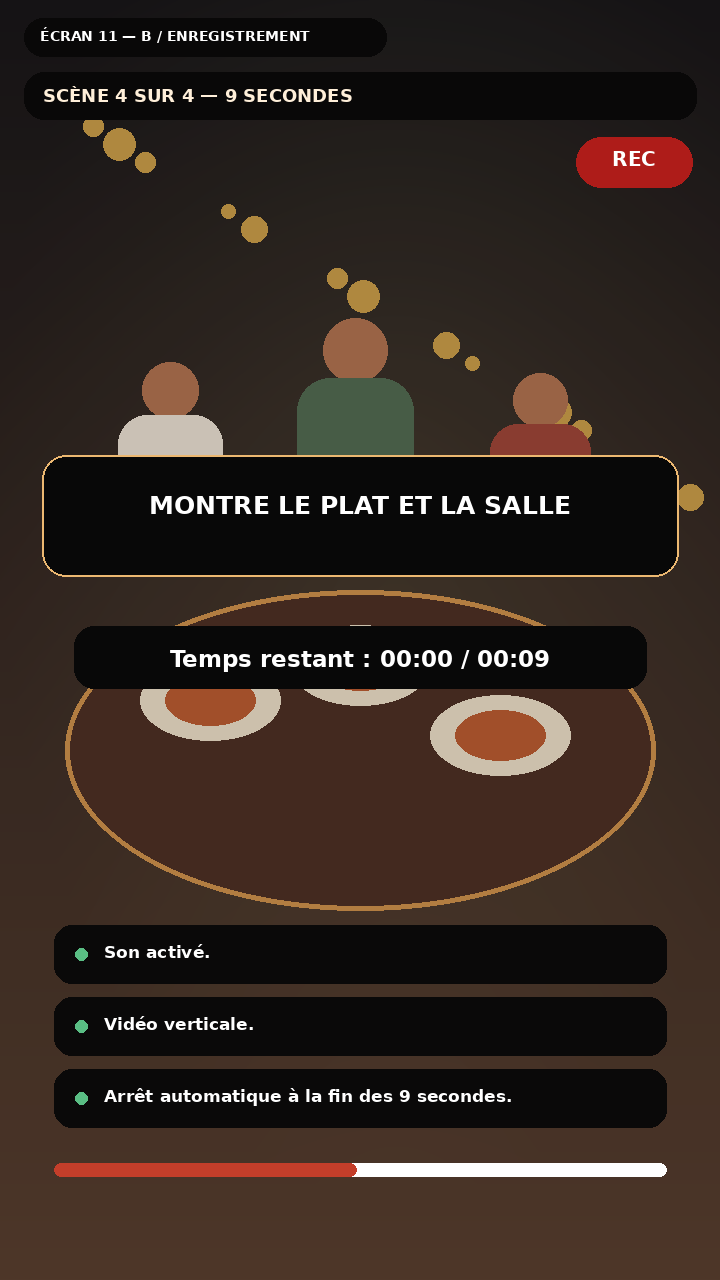 ÉCRAN 11 — B / ENREGISTREMENT
SCÈNE 4 SUR 4 — 9 SECONDES
REC
MONTRE LE PLAT ET LA SALLE
Temps restant : 00:00 / 00:09
Son activé.
Vidéo verticale.
Arrêt automatique à la fin des 9 secondes.